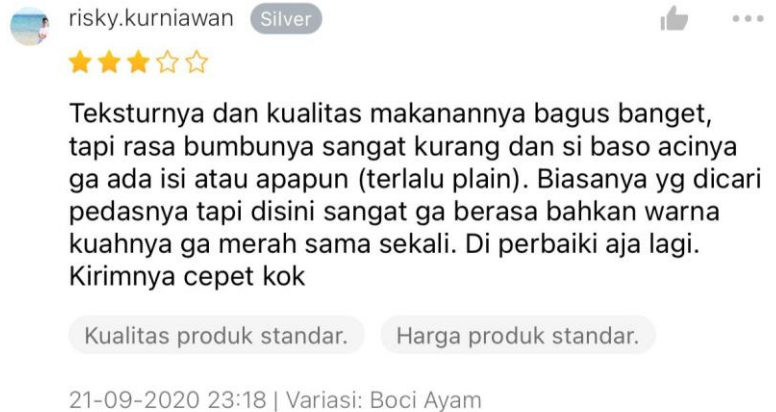 risky.kurniawan Silver
Teksturnya dan kualitas makanannya bagus banget,
tapi rasa bumbunya sangat kurang dan si baso acinya
ga ada isi atau apapun (terlalu plain). Biasanya yg dicari
pedasnya tapi disini sangat ga berasa bahkan warna
kuahnya ga merah sama sekali. Di perbaiki aja lagi.
Kirimnya cepet kok
Kualitas produk standar. Harga produk standar.
21-09-2020 23:18 | Variasi: Boci Ayam